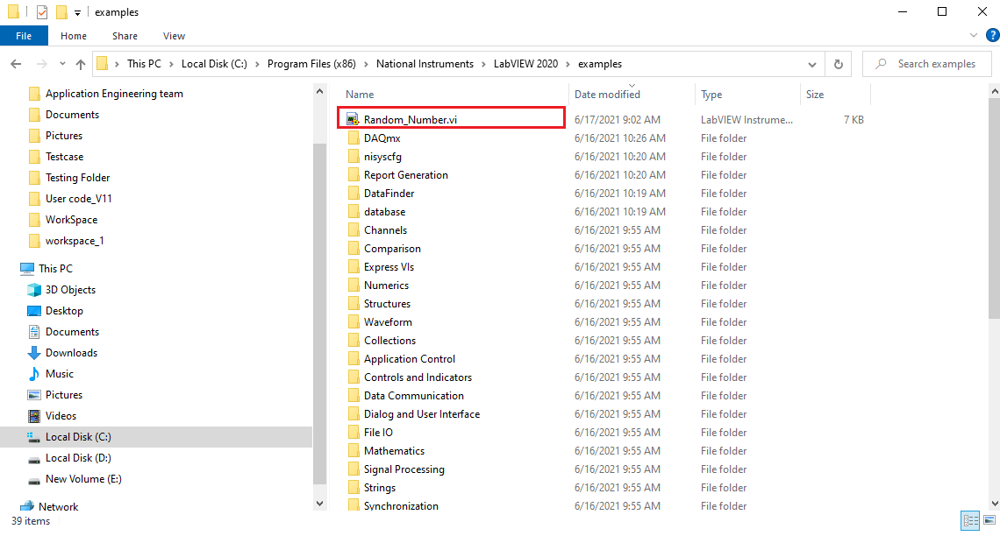 examples
File Home Share View
This PC Local Disk (C:) Program Files (x86) National Instruments LabVIEW 2020 examples Search examples
Application Engineering team
Documents
Pictures
Testcase
Testing Folder
User code_V11
WorkSpace
workspace_1
This PC
3D Objects
Desktop
Documents
Downloads
Music
Pictures
Videos
Local Disk (C:)
Local Disk (D:)
New Volume (E:)
Network
Name Date modified Type Size
Random_Number.vi 6/17/2021 9:02 AM LabVIEW Instrume... 7 KB
DAQmx 6/16/2021 10:26 AM File folder
nisyscfg 6/16/2021 10:20 AM File folder
Report Generation 6/16/2021 10:20 AM File folder
DataFinder 6/16/2021 10:19 AM File folder
database 6/16/2021 10:19 AM File folder
Channels 6/16/2021 9:55 AM File folder
Comparison 6/16/2021 9:55 AM File folder
Express VIs 6/16/2021 9:55 AM File folder
Numerics 6/16/2021 9:55 AM File folder
Structures 6/16/2021 9:55 AM File folder
Waveform 6/16/2021 9:55 AM File folder
Collections 6/16/2021 9:55 AM File folder
Application Control 6/16/2021 9:55 AM File folder
Controls and Indicators 6/16/2021 9:55 AM File folder
Data Communication 6/16/2021 9:55 AM File folder
Dialog and User Interface 6/16/2021 9:55 AM File folder
File IO 6/16/2021 9:55 AM File folder
Mathematics 6/16/2021 9:55 AM File folder
Signal Processing 6/16/2021 9:55 AM File folder
Strings 6/16/2021 9:55 AM File folder
Synchronization 6/16/2021 9:55 AM File folder
39 items